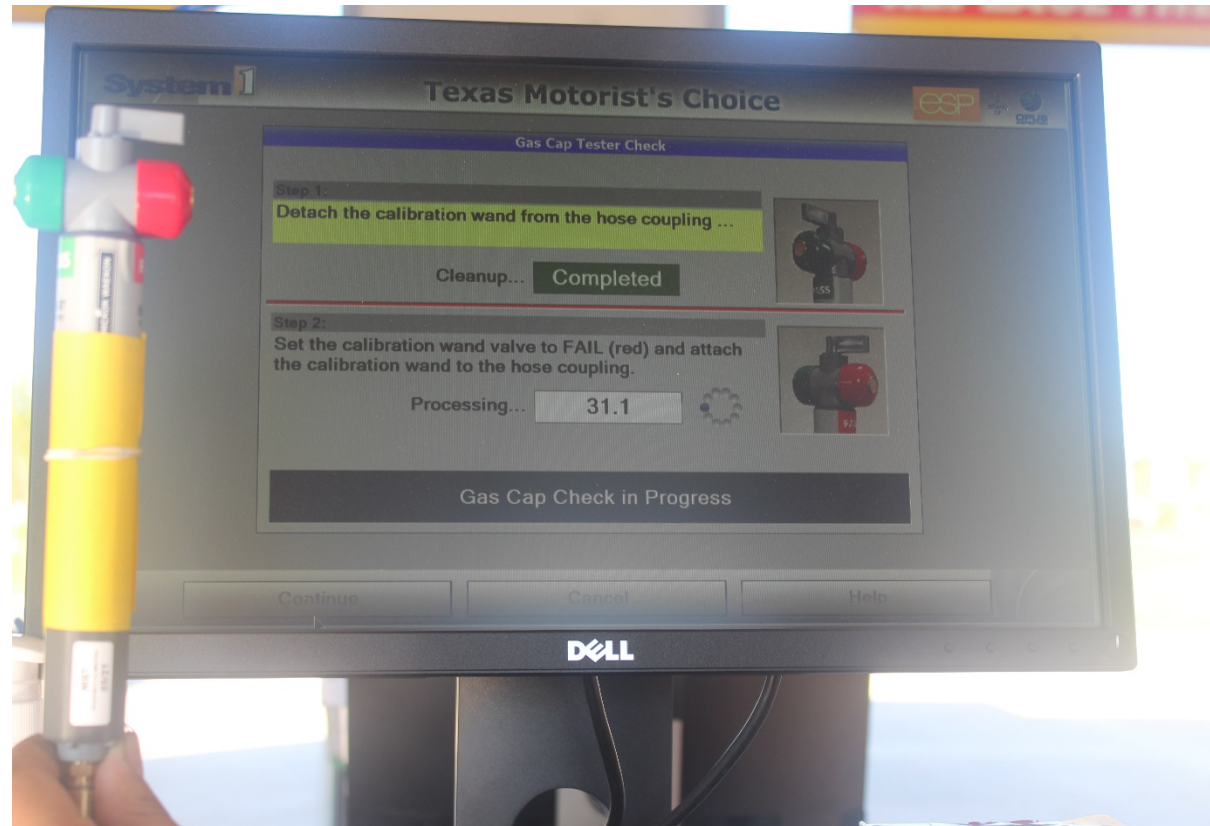 System 1
Texas Motorist's Choice
ESP
OPUS
Gas Cap Tester Check
Step 1:
Detach the calibration wand from the hose coupling ...
Cleanup... Completed
Step 2:
Set the calibration wand valve to FAIL (red) and attach
the calibration wand to the hose coupling.
Processing... 31.1
Gas Cap Check in Progress
Continue
Cancel
Help
DELL